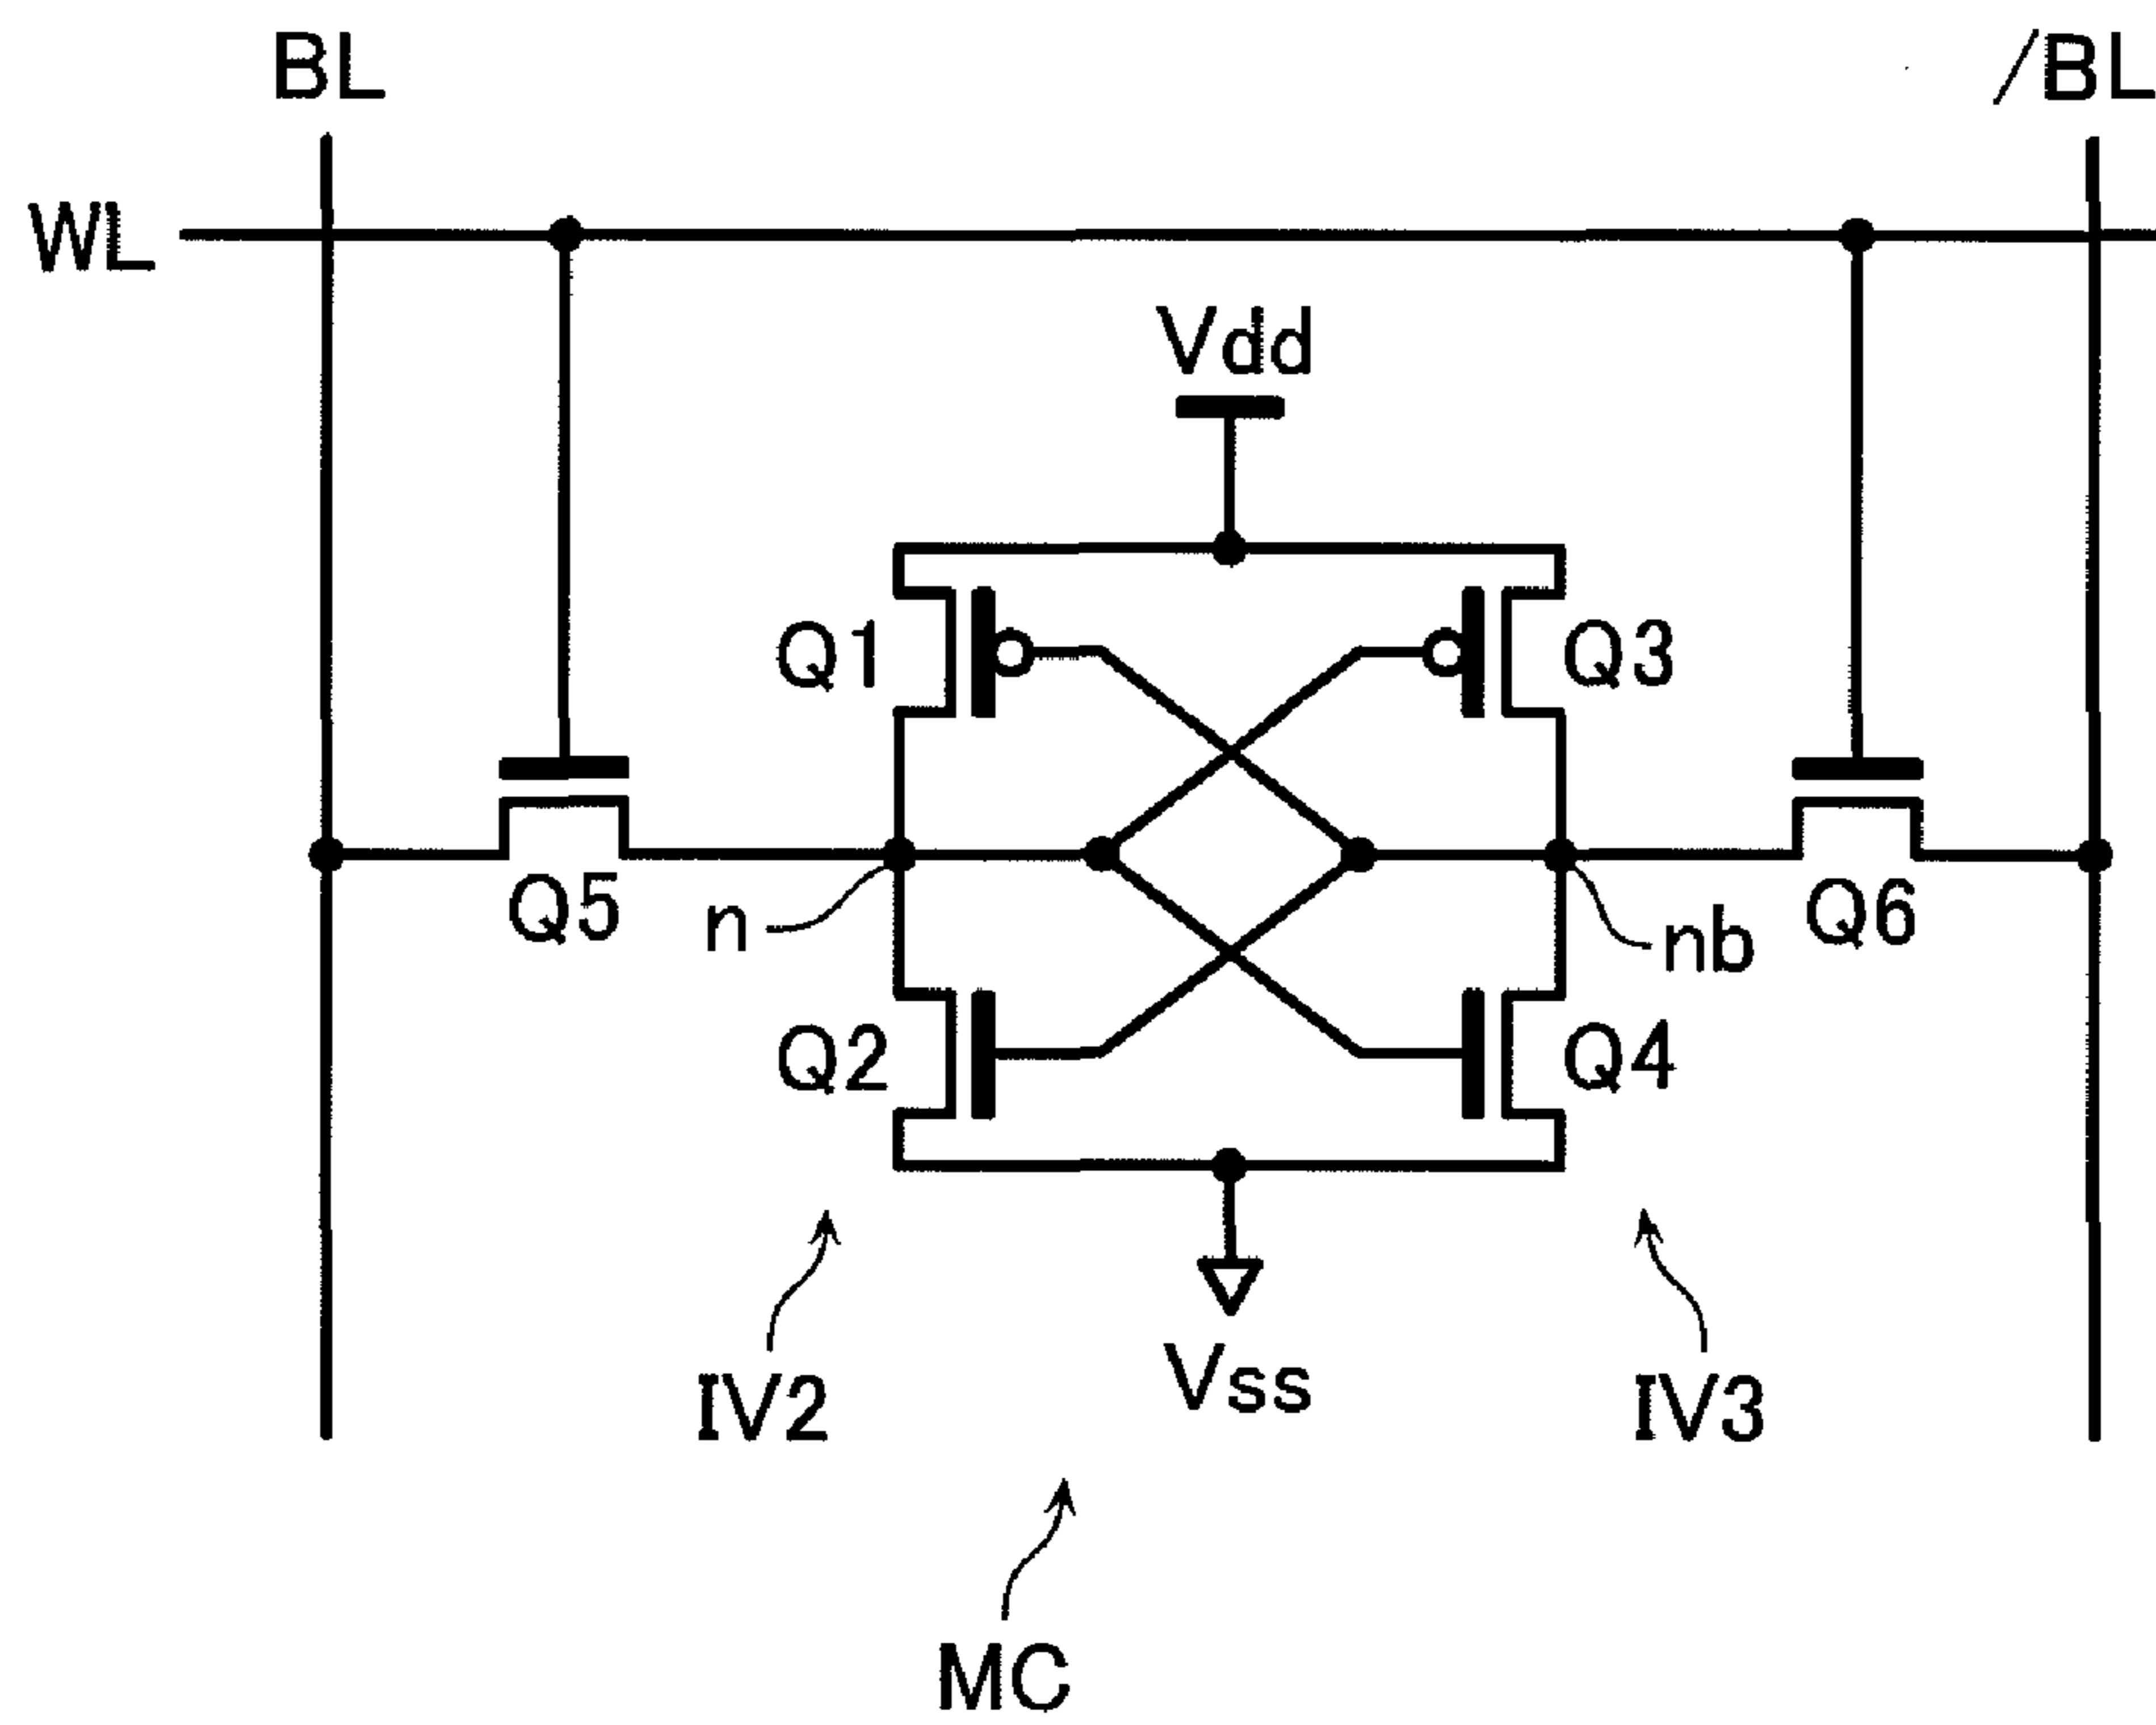 BL /BL
WL
Vdd
Q1 Q3
Q5 n nb Q6
Q2 Q4
IV2 Vss IV3
MC